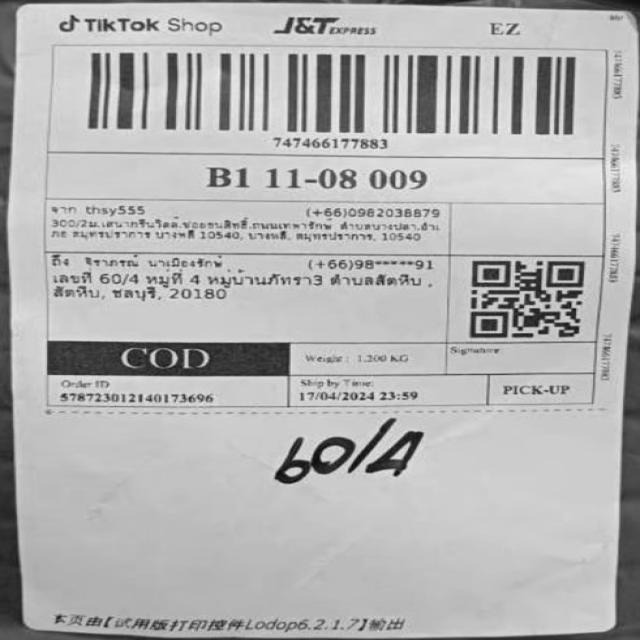 TikTok Shop J&T EXPRESS EZ
747466177883
B1 11-08 009
จาก thsy555 (+66)0982038879
300/2ม.เสนากรีนวิลล์.ซอยธนสิทธิ์.ถนนเทพารักษ์ ตำบลบางปลา.อำเ
ภอ สมุทรปราการ บางพลี 10540, บางพลี, สมุทรปราการ, 10540
ถึง จิราภรณ์ นาเมืองรักษ์ (+66)98*****91
เลขที่ 60/4 หมู่ที่ 4 หมู่บ้านภัทรา3 ตำบลสัตหีบ ,
สัตหีบ, ชลบุรี, 20180
COD
Weight : 1.200 KG
Signature
Order ID
578723012140173696
Ship by Time:
17/04/2024 23:59
PICK-UP
60/4
本页由【试用版打印控件Lodop6.2.1.7】输出
747466177883
747466177883
747466177883
747466177883